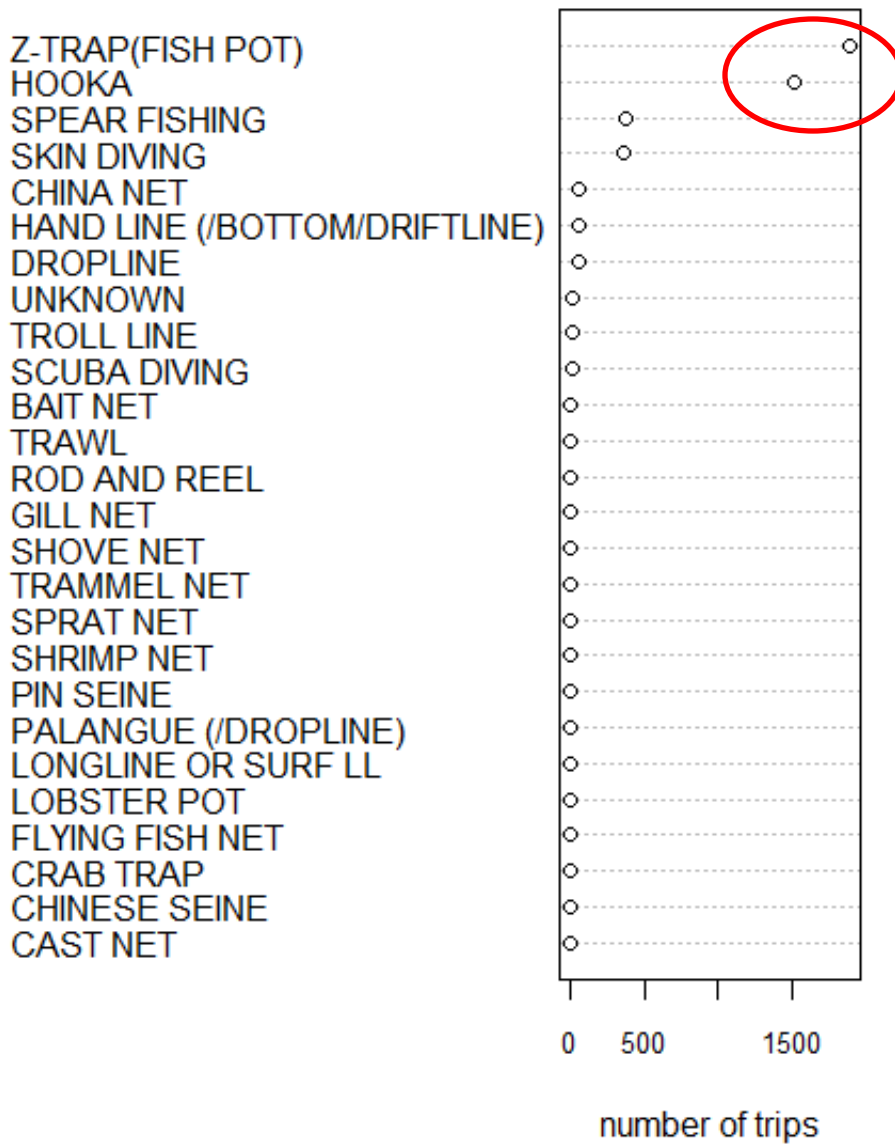 Z-TRAP(FISH POT)
HOOKA
SPEAR FISHING
SKIN DIVING
CHINA NET
HAND LINE (/BOTTOM/DRIFTLINE)
DROPLINE
UNKNOWN
TROLL LINE
SCUBA DIVING
BAIT NET
TRAWL
ROD AND REEL
GILL NET
SHOVE NET
TRAMMEL NET
SPRAT NET
SHRIMP NET
PIN SEINE
PALANGUE (/DROPLINE)
LONGLINE OR SURF LL
LOBSTER POT
FLYING FISH NET
CRAB TRAP
CHINESE SEINE
CAST NET
0 500 1500
number of trips